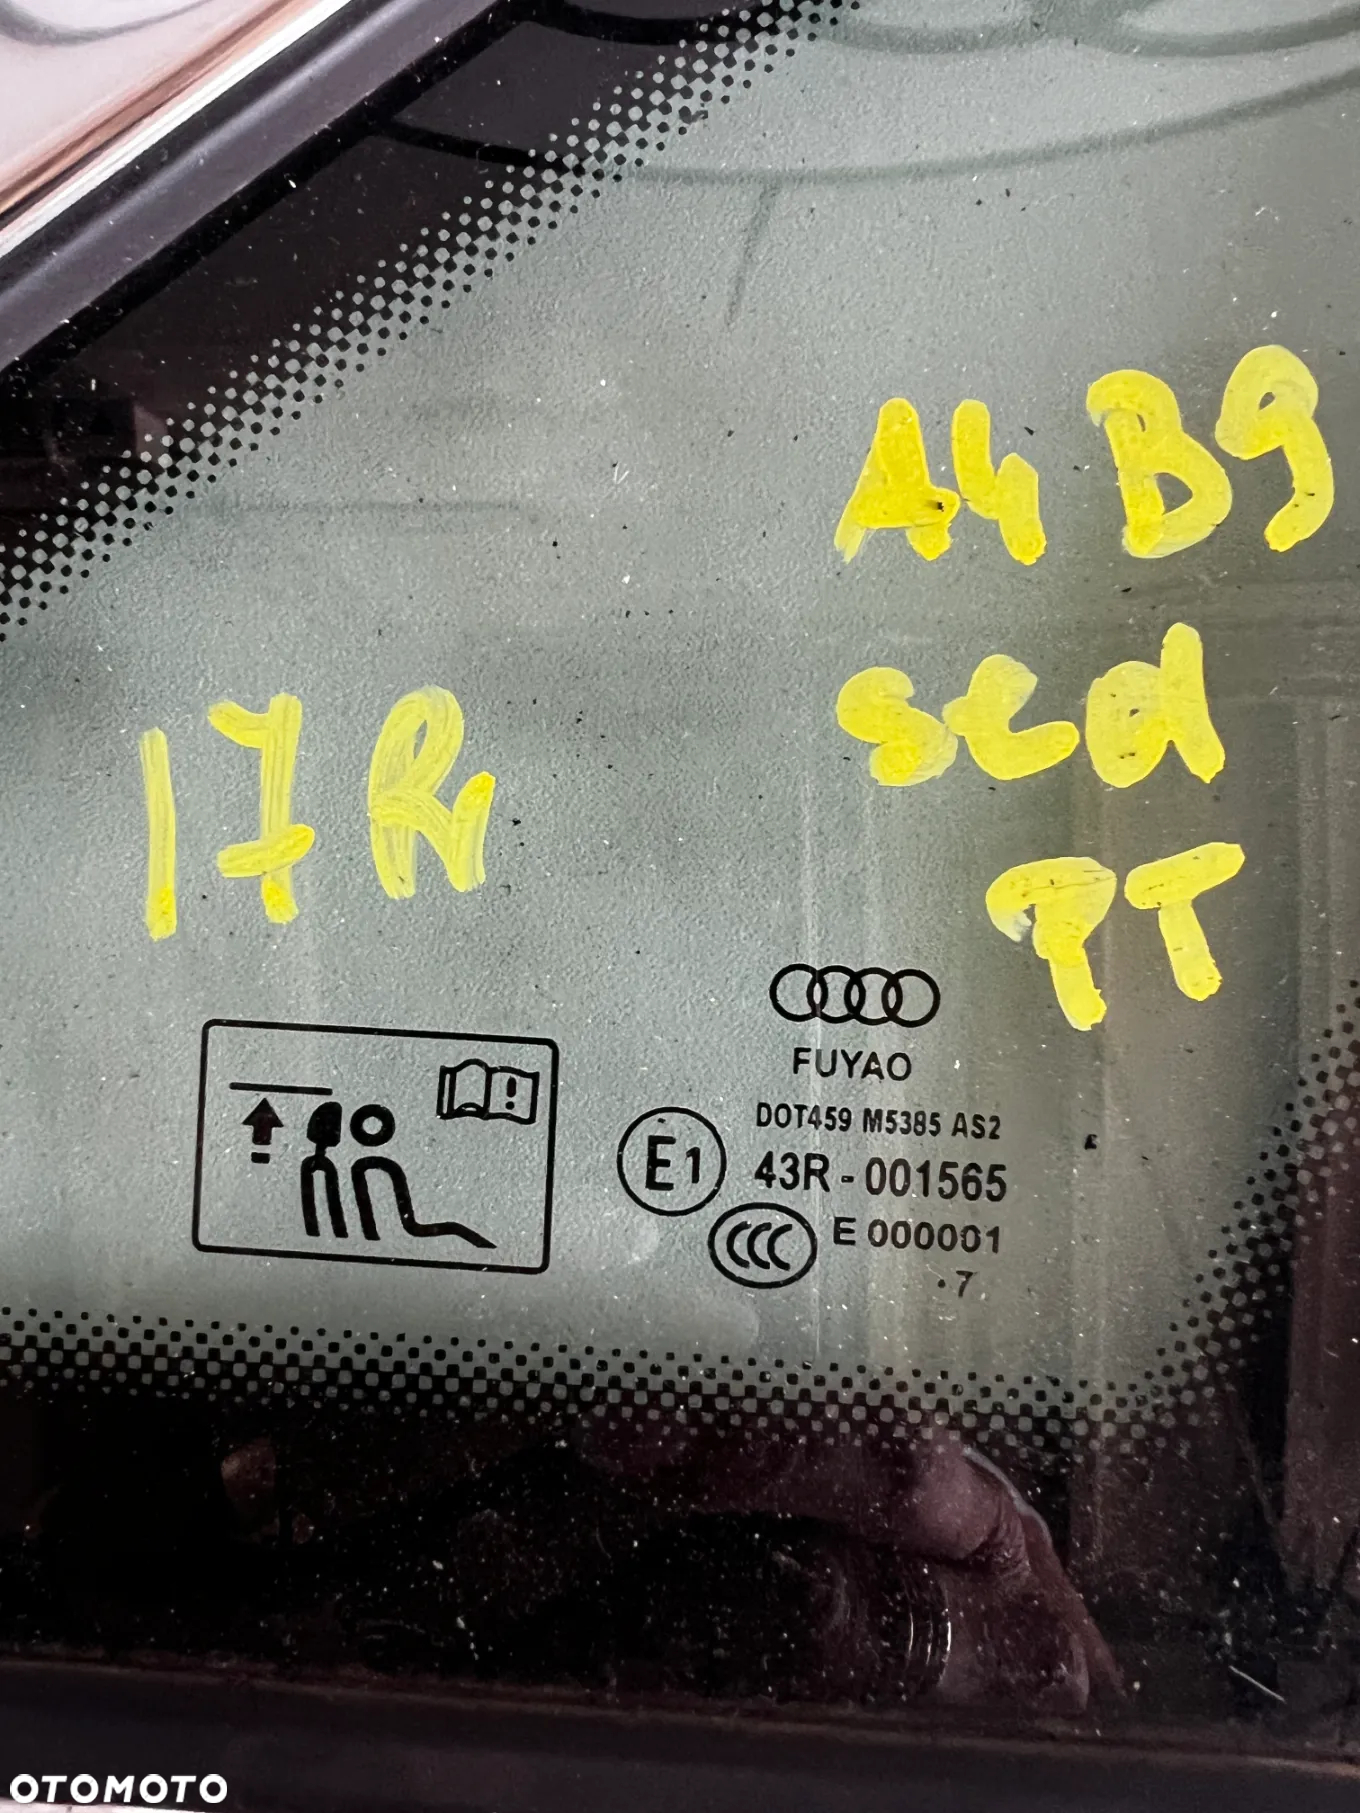 A4 B9
sed
PT
17R
FUYAO
DOT459 M5385 AS2
E1
43R-001565
CCC
E 000001
.7
OTOMOTO